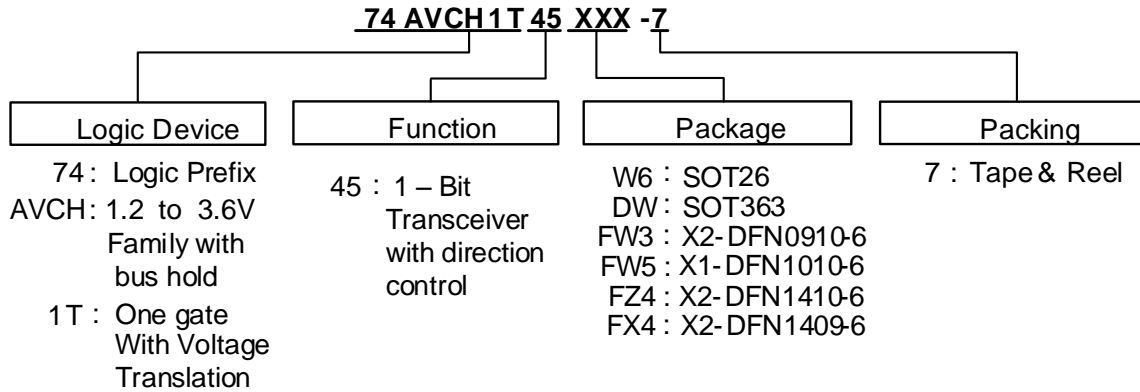 74 AVCH1T 45 XXX -7
Logic Device
74 : Logic Prefix
AVCH : 1.2 to 3.6V
Family with
bus hold
1T : One gate
With Voltage
Translation
Function
45 : 1 – Bit
Transceiver
with direction
control
Package
W6 : SOT26
DW : SOT363
FW3 : X2-DFN0910-6
FW5 : X1-DFN1010-6
FZ4 : X2-DFN1410-6
FX4 : X2-DFN1409-6
Packing
7 : Tape & Reel